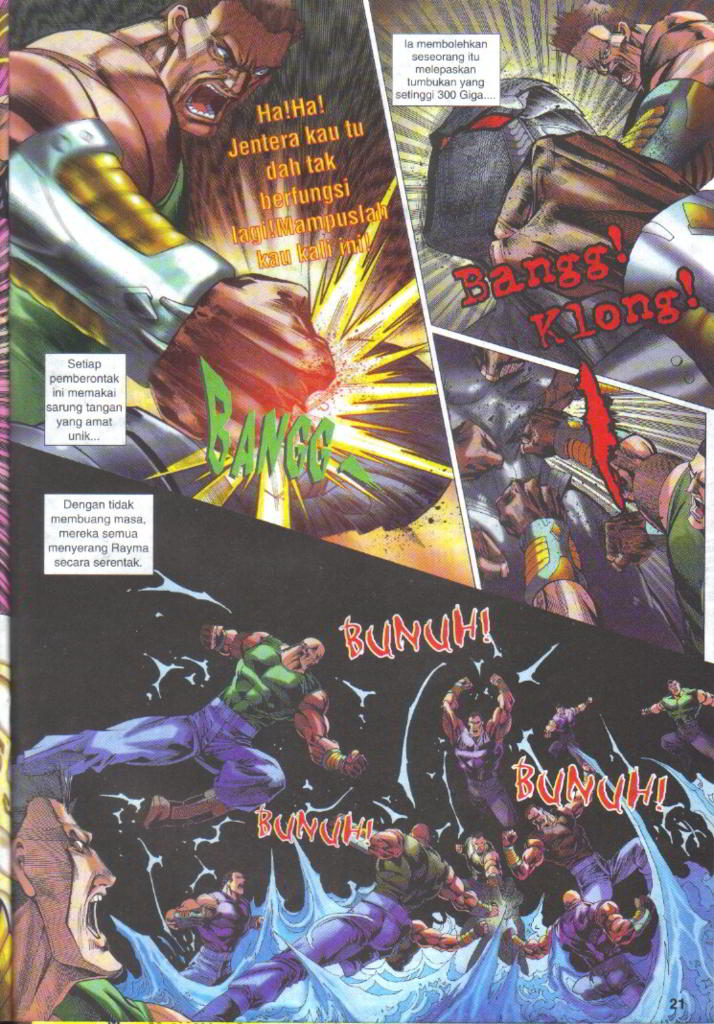 Ha!Ha!
Jentera kau tu
dah tak
berfungsi
lagi!Mampuslah
kau kali ini!
Setiap
pemberontak
ini memakai
sarung tangan
yang amat
unik...
BANGG
Ia membolehkan
seseorang itu
melepaskan
tumbukan yang
setinggi 300 Giga....
Bangg!
Klong!
Dengan tidak
membuang masa,
mereka semua
menyerang Rayma
secara serentak.
BUNUH!
BUNUH!
BUNUH!
21